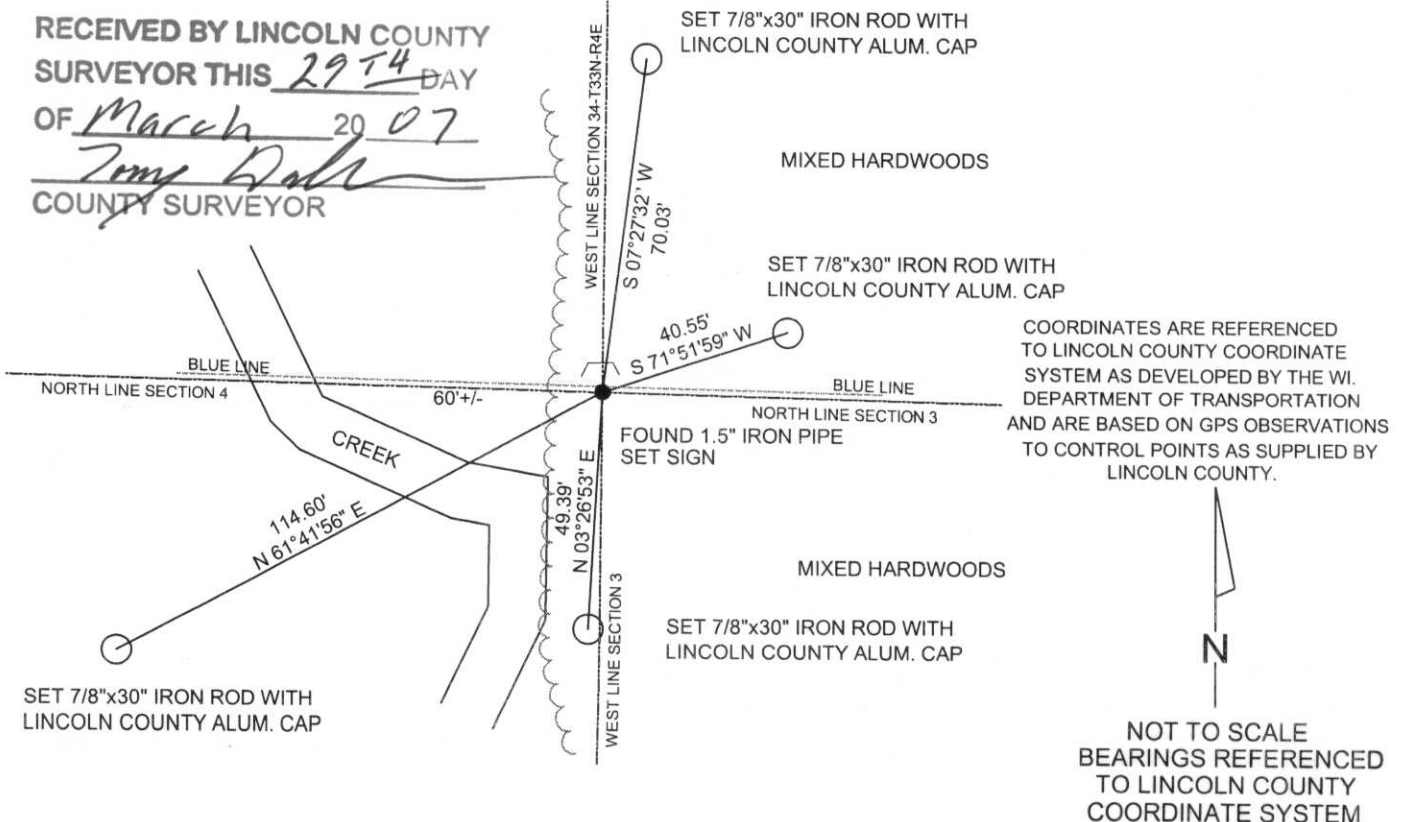 RECEIVED BY LINCOLN COUNTY
SURVEYOR THIS 29TH DAY
OF March 20 07
Tony Dall
COUNTY SURVEYOR
SET 7/8"x30" IRON ROD WITH
LINCOLN COUNTY ALUM. CAP
WEST LINE SECTION 34-T33N-R4E
S 07°27'32" W
70.03'
MIXED HARDWOODS
SET 7/8"x30" IRON ROD WITH
LINCOLN COUNTY ALUM. CAP
40.55'
S 71°51'59" W
COORDINATES ARE REFERENCED
TO LINCOLN COUNTY COORDINATE
SYSTEM AS DEVELOPED BY THE WI.
DEPARTMENT OF TRANSPORTATION
AND ARE BASED ON GPS OBSERVATIONS
TO CONTROL POINTS AS SUPPLIED BY
LINCOLN COUNTY.
BLUE LINE
NORTH LINE SECTION 4
60'+/-
BLUE LINE
NORTH LINE SECTION 3
FOUND 1.5" IRON PIPE
SET SIGN
CREEK
114.60'
N 61°41'56" E
49.39'
N 03°26'53" E
MIXED HARDWOODS
WEST LINE SECTION 3
SET 7/8"x30" IRON ROD WITH
LINCOLN COUNTY ALUM. CAP
SET 7/8"x30" IRON ROD WITH
LINCOLN COUNTY ALUM. CAP
N
NOT TO SCALE
BEARINGS REFERENCED
TO LINCOLN COUNTY
COORDINATE SYSTEM